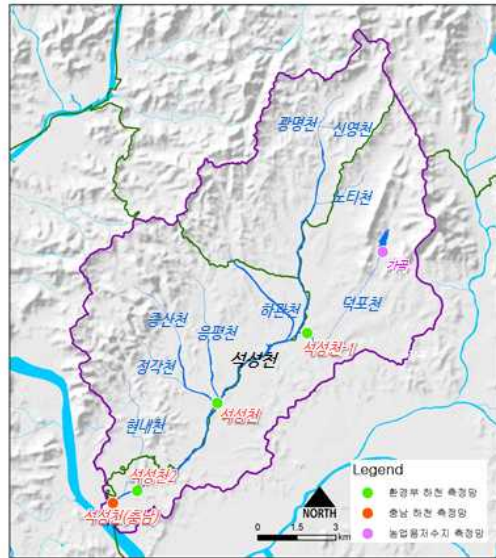 광명천
신영천
노티천
가곡
덕포천
하판천
증산천
응평천
석성천
석성천-1
정각천
석성천
현내천
석성천2
석성천(충남)
NORTH
0 1.5 3
km
Legend
환경부 하천 측정망
충남 하천 측정망
농업용저수지 측정망